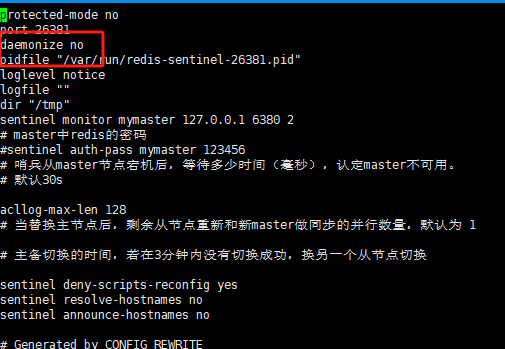 protected-mode no
port 26381
daemonize no
pidfile "/var/run/redis-sentinel-26381.pid"
loglevel notice
logfile ""
dir "/tmp"
sentinel monitor mymaster 127.0.0.1 6380 2
# master中redis的密码
#sentinel auth-pass mymaster 123456
# 哨兵从master节点宕机后, 等待多少时间（毫秒）, 认定master不可用。
# 默认30s
acllog-max-len 128
# 当替换主节点后, 剩余从节点重新和新master做同步的并行数量, 默认为 1
# 主备切换的时间, 若在3分钟内没有切换成功, 换另一个从节点切换
sentinel deny-scripts-reconfig yes
sentinel resolve-hostnames no
sentinel announce-hostnames no
# Generated by CONFIG REWRITE